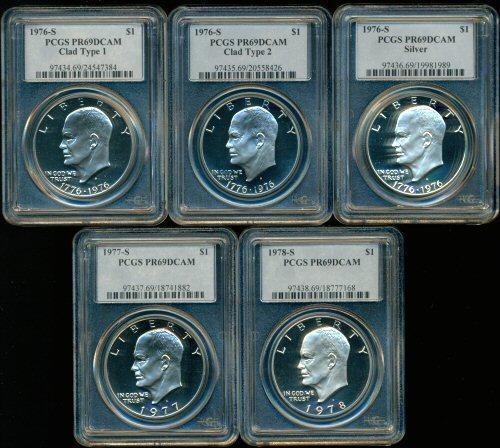 1976-S $1
PCGS PR69DCAM
Clad Type 1
97434.69/24547384
LIBERTY
IN GOD WE
TRUST
1776·1976
1976-S $1
PCGS PR69DCAM
Clad Type 2
97435.69/20558426
LIBERTY
IN GOD WE
TRUST
1776·1976
1976-S $1
PCGS PR69DCAM
Silver
97436.69/19981989
LIBERTY
IN GOD WE
TRUST
1776·1976
1977-S $1
PCGS PR69DCAM
97437.69/18741882
LIBERTY
IN GOD WE
TRUST
1977
1978-S $1
PCGS PR69DCAM
97438.69/18777168
LIBERTY
IN GOD WE
TRUST
1978